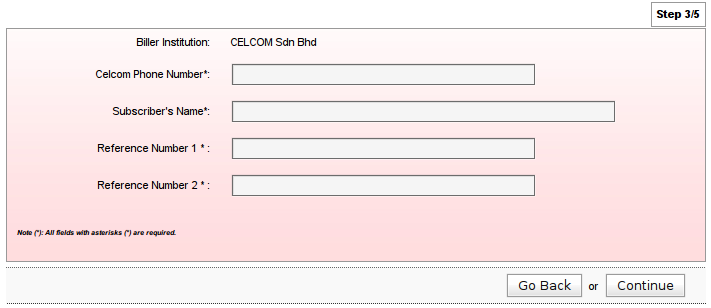 Step 3/5
Biller Institution: CELCOM Sdn Bhd
Celcom Phone Number*:
Subscriber's Name*:
Reference Number 1 * :
Reference Number 2 * :
Note (*): All fields with asterisks (*) are required.
Go Back or Continue